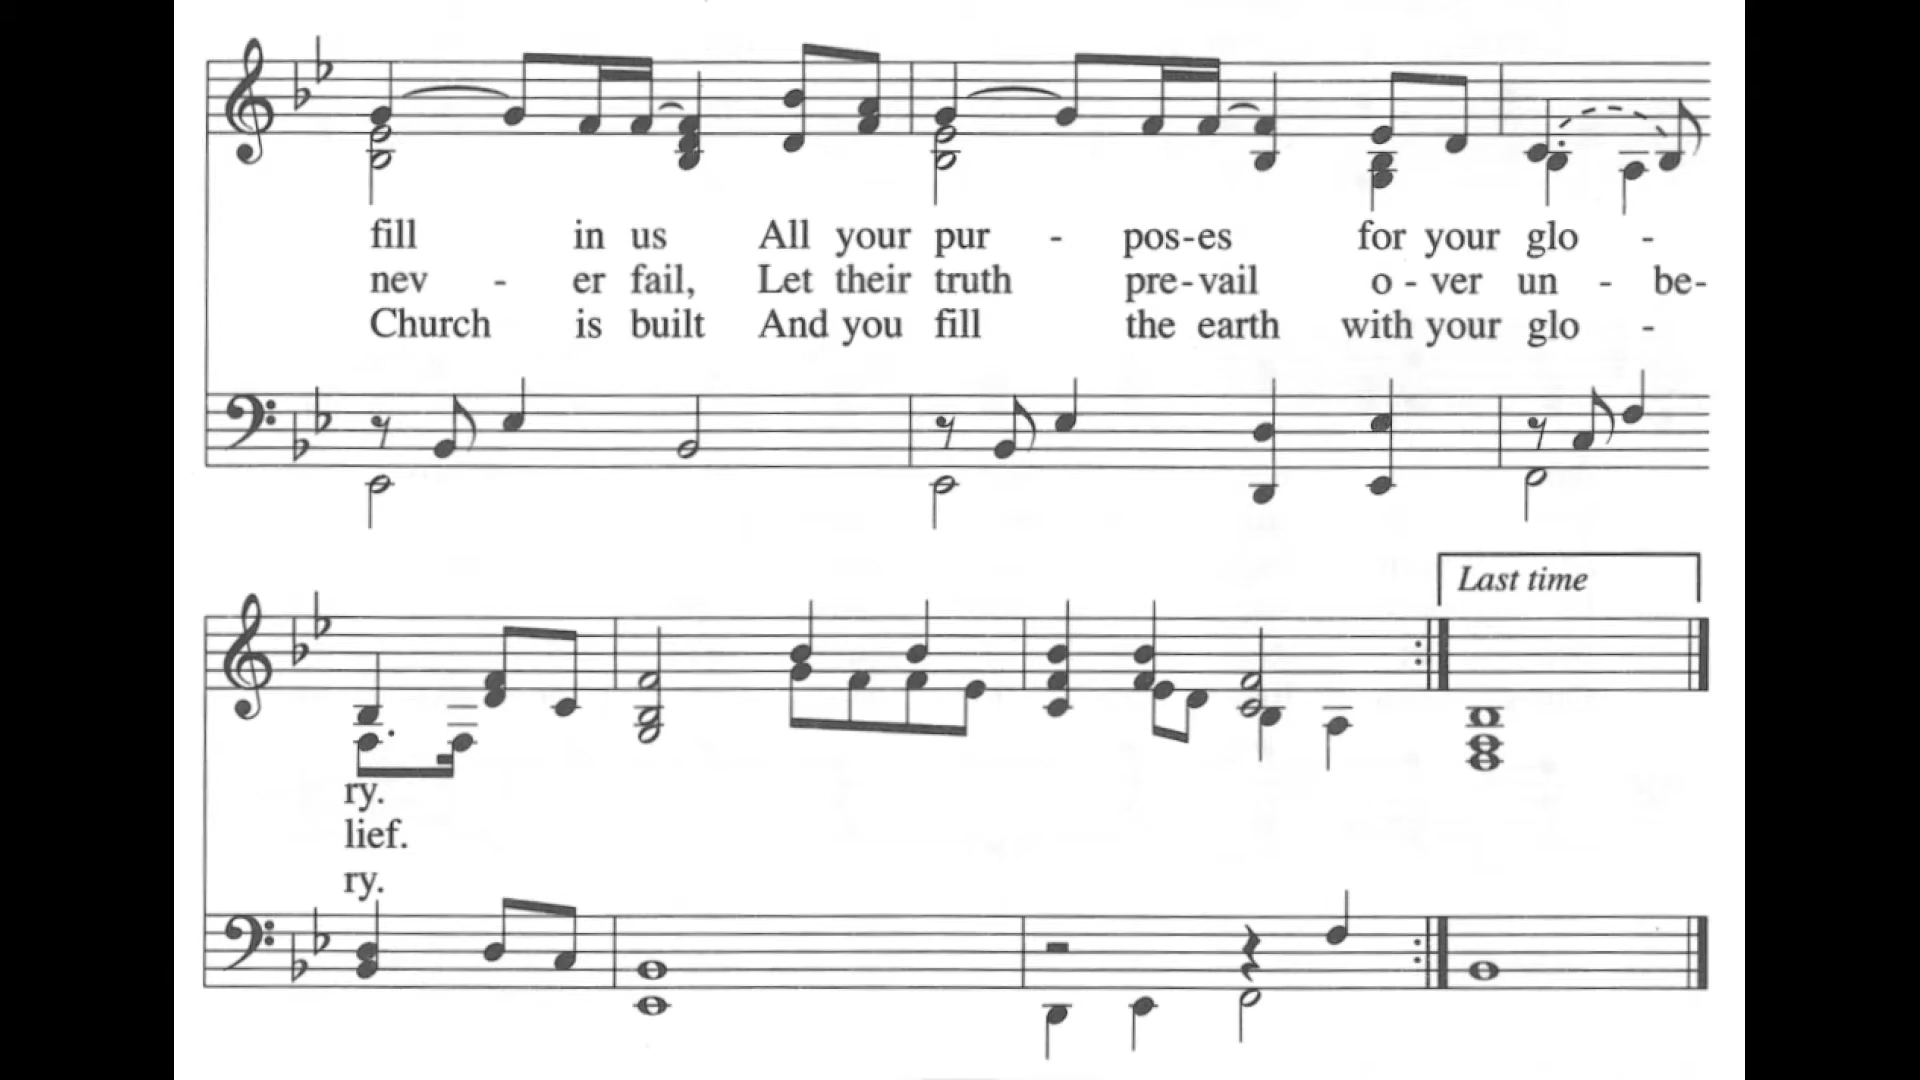 fill in us All your pur - pos-es for your glo -
nev - er fail, Let their truth pre-vail o - ver un - be-
Church is built And you fill the earth with your glo -
Last time
ry.
lief.
ry.